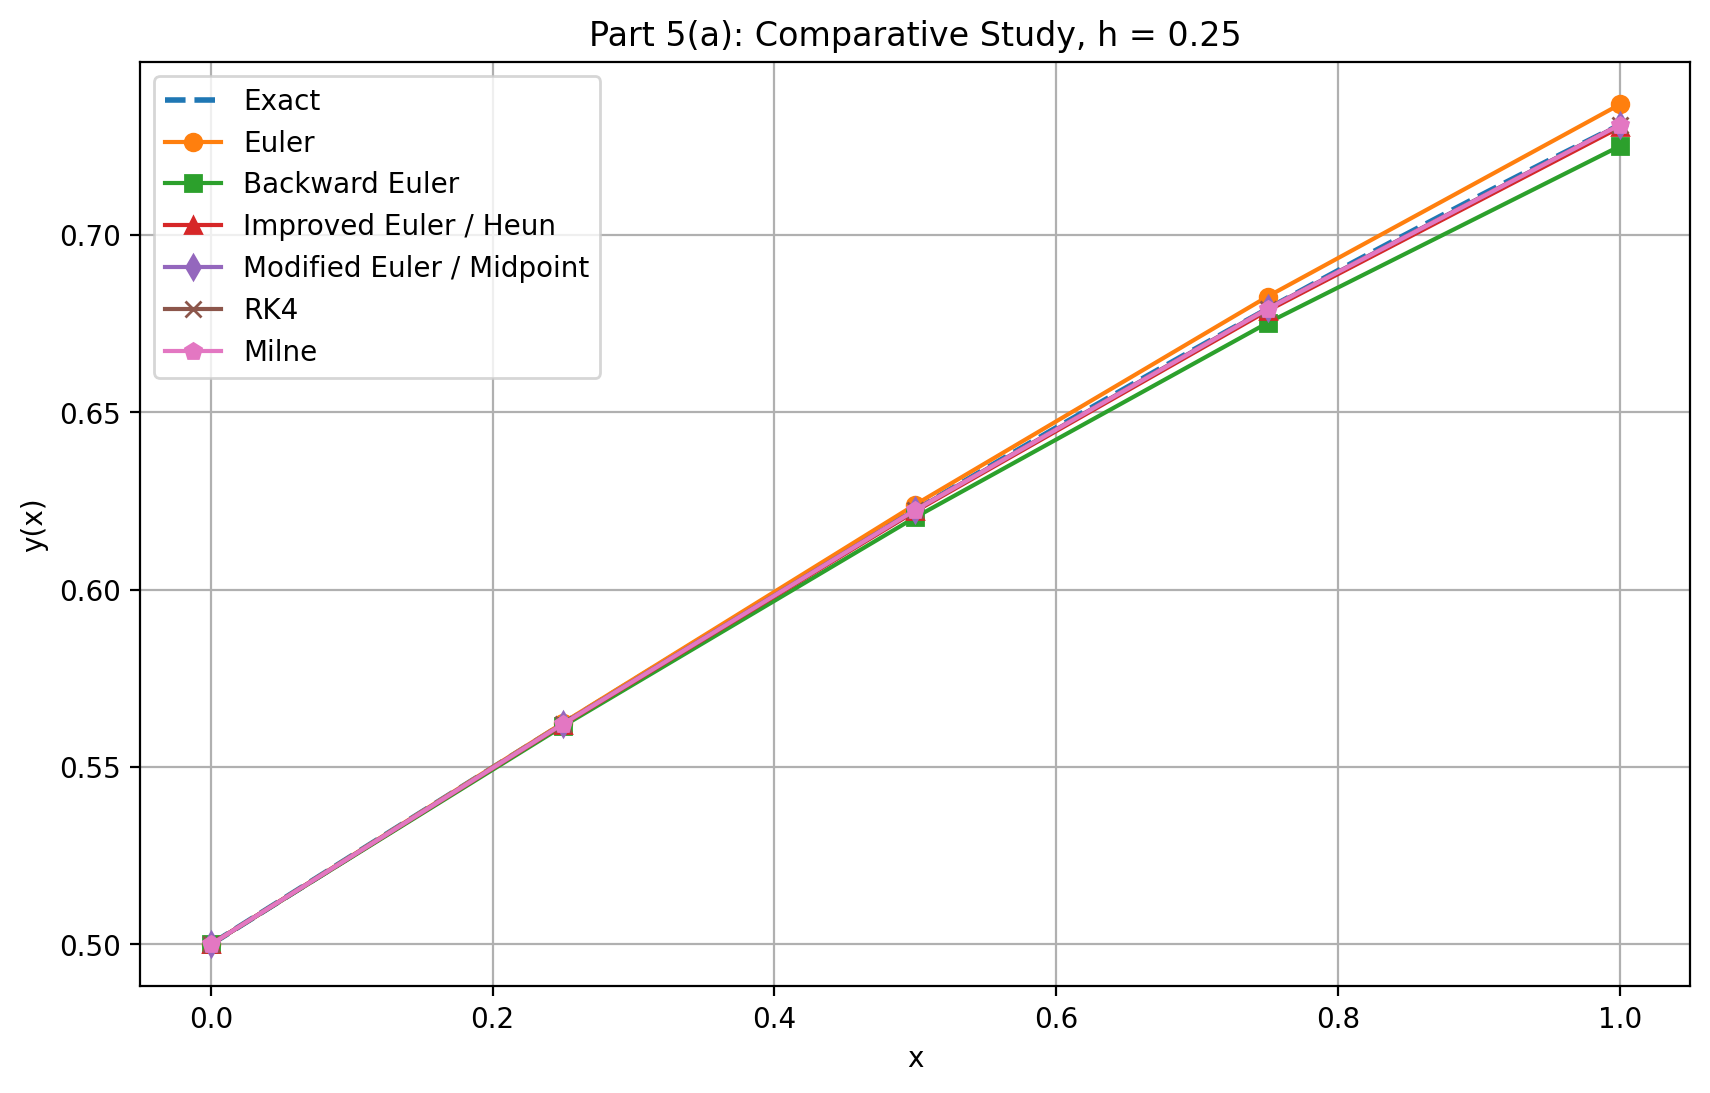 Part 5(a): Comparative Study, h = 0.25
Exact
Euler
Backward Euler
Improved Euler / Heun
Modified Euler / Midpoint
RK4
Milne
y(x)
0.70
0.65
0.60
0.55
0.50
0.0 0.2 0.4 0.6 0.8 1.0
x